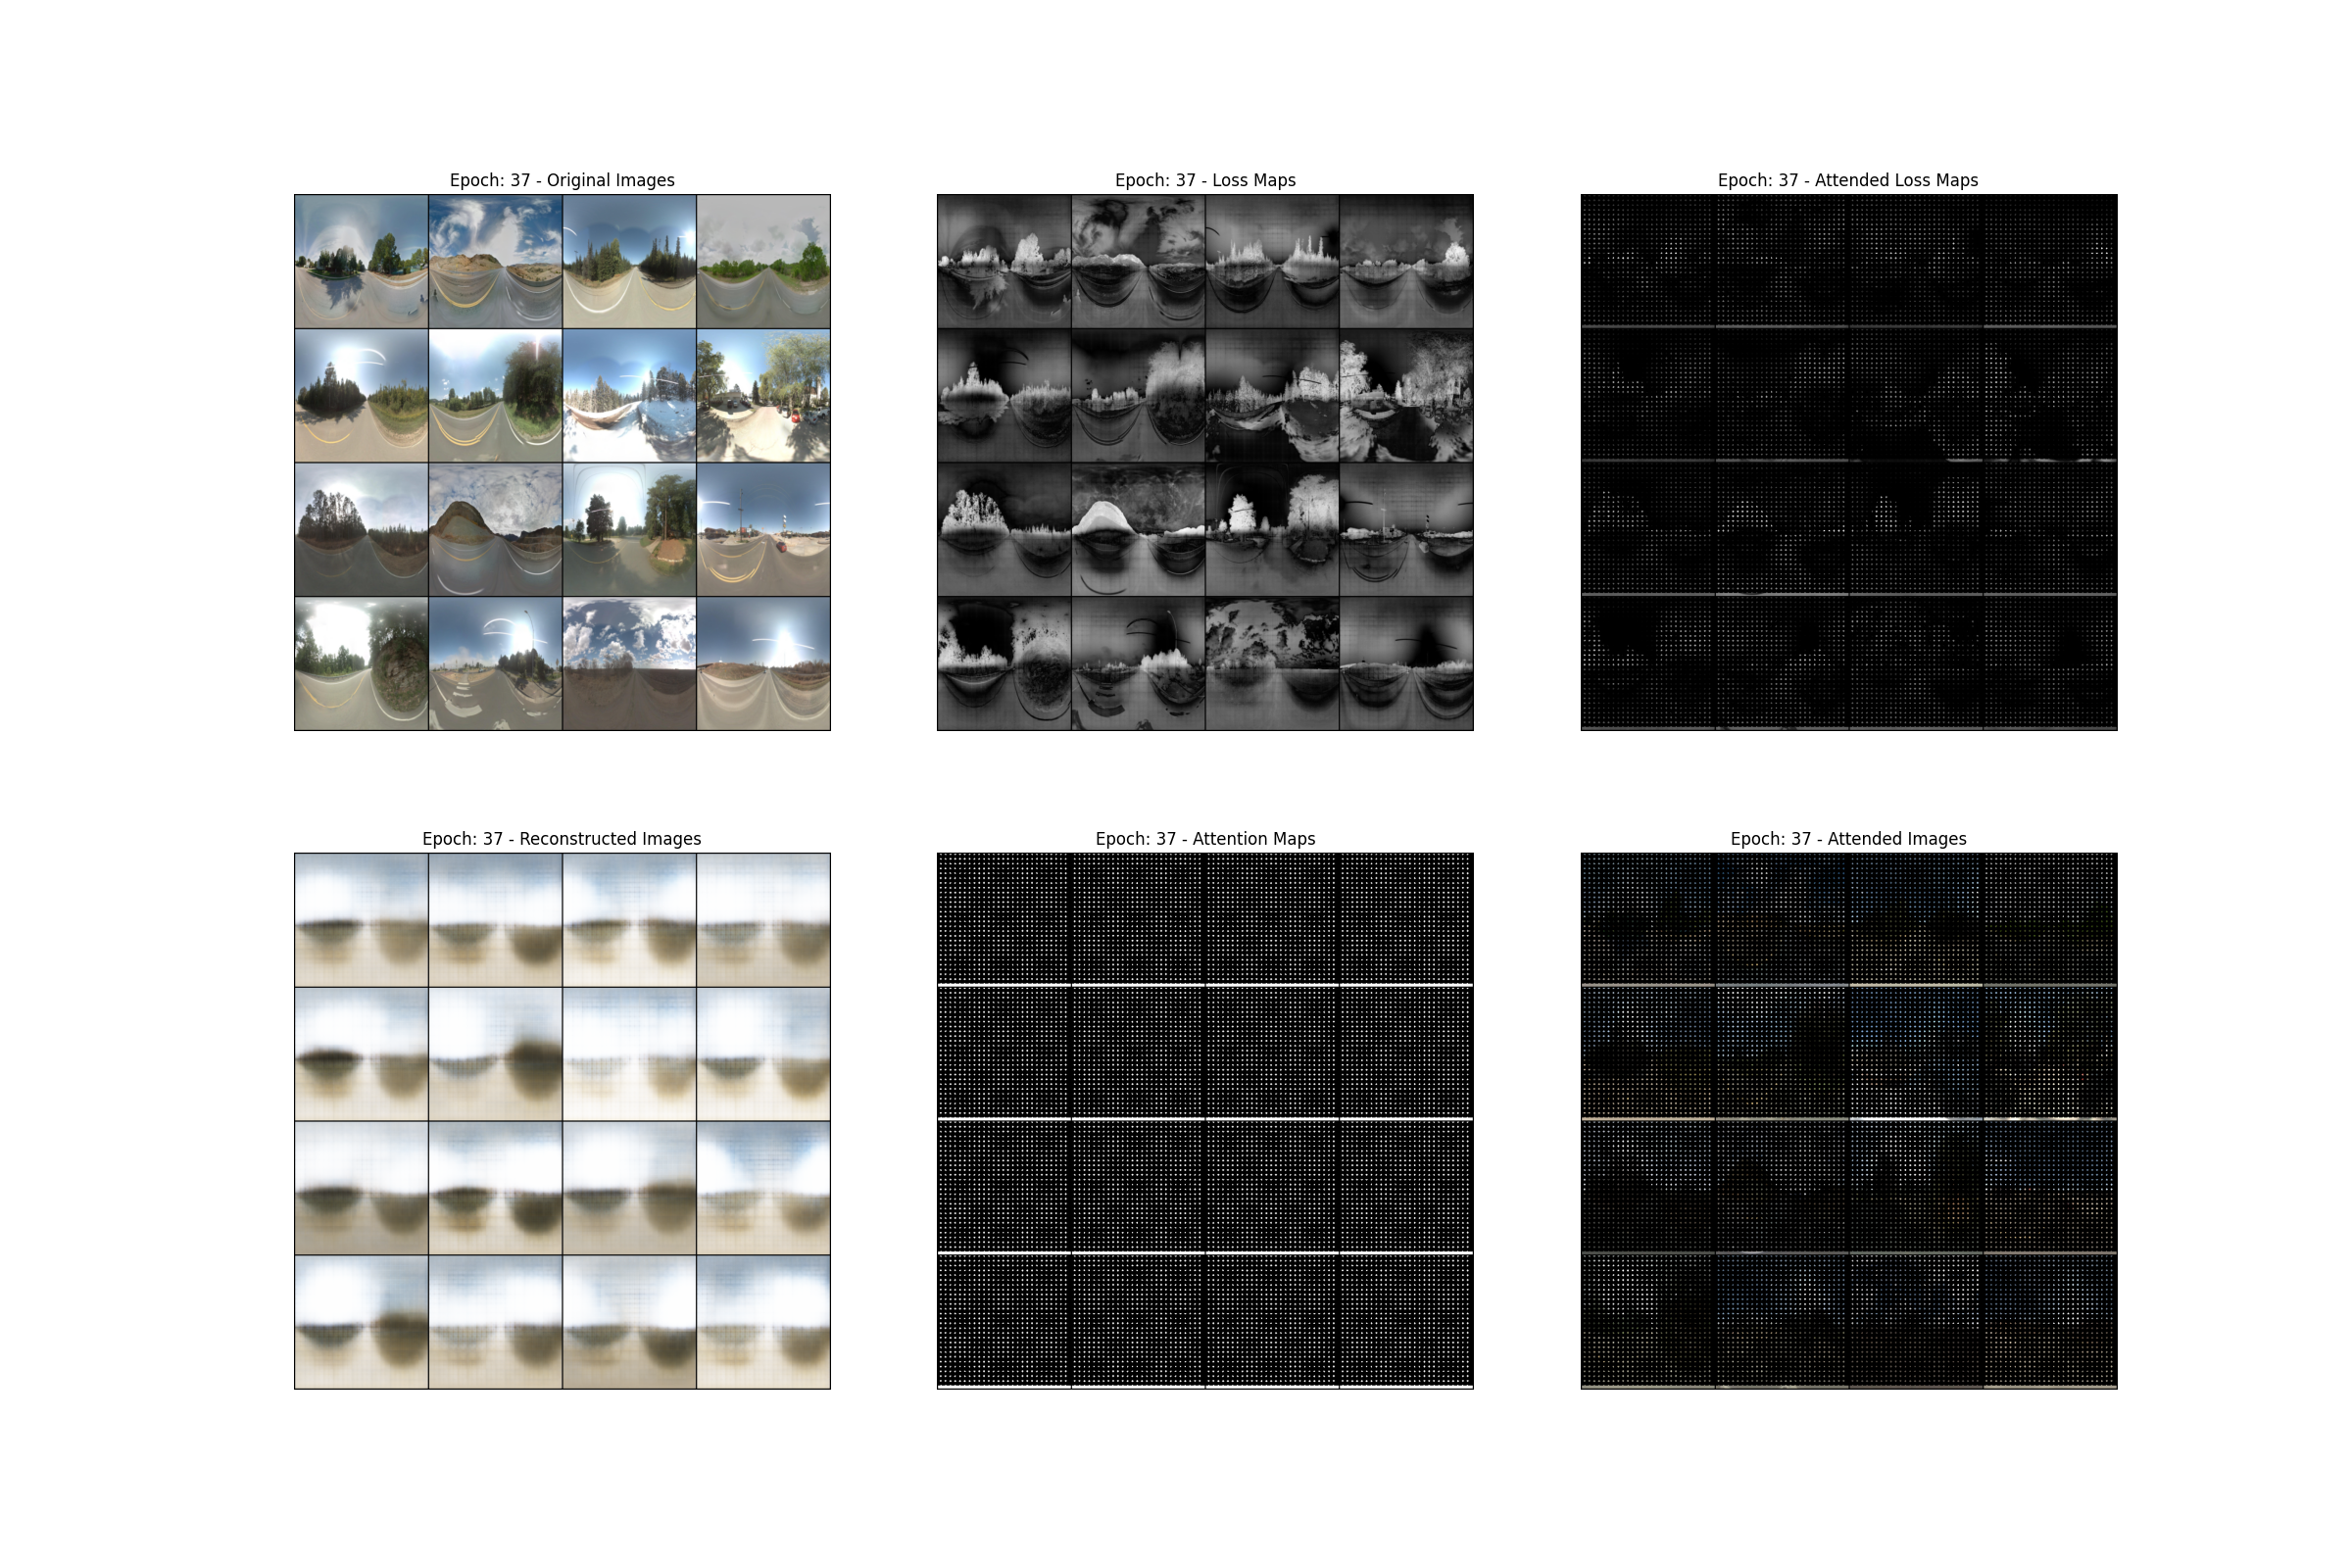 Epoch: 37 - Original Images
Epoch: 37 - Loss Maps
Epoch: 37 - Attended Loss Maps
Epoch: 37 - Reconstructed Images
Epoch: 37 - Attention Maps
Epoch: 37 - Attended Images